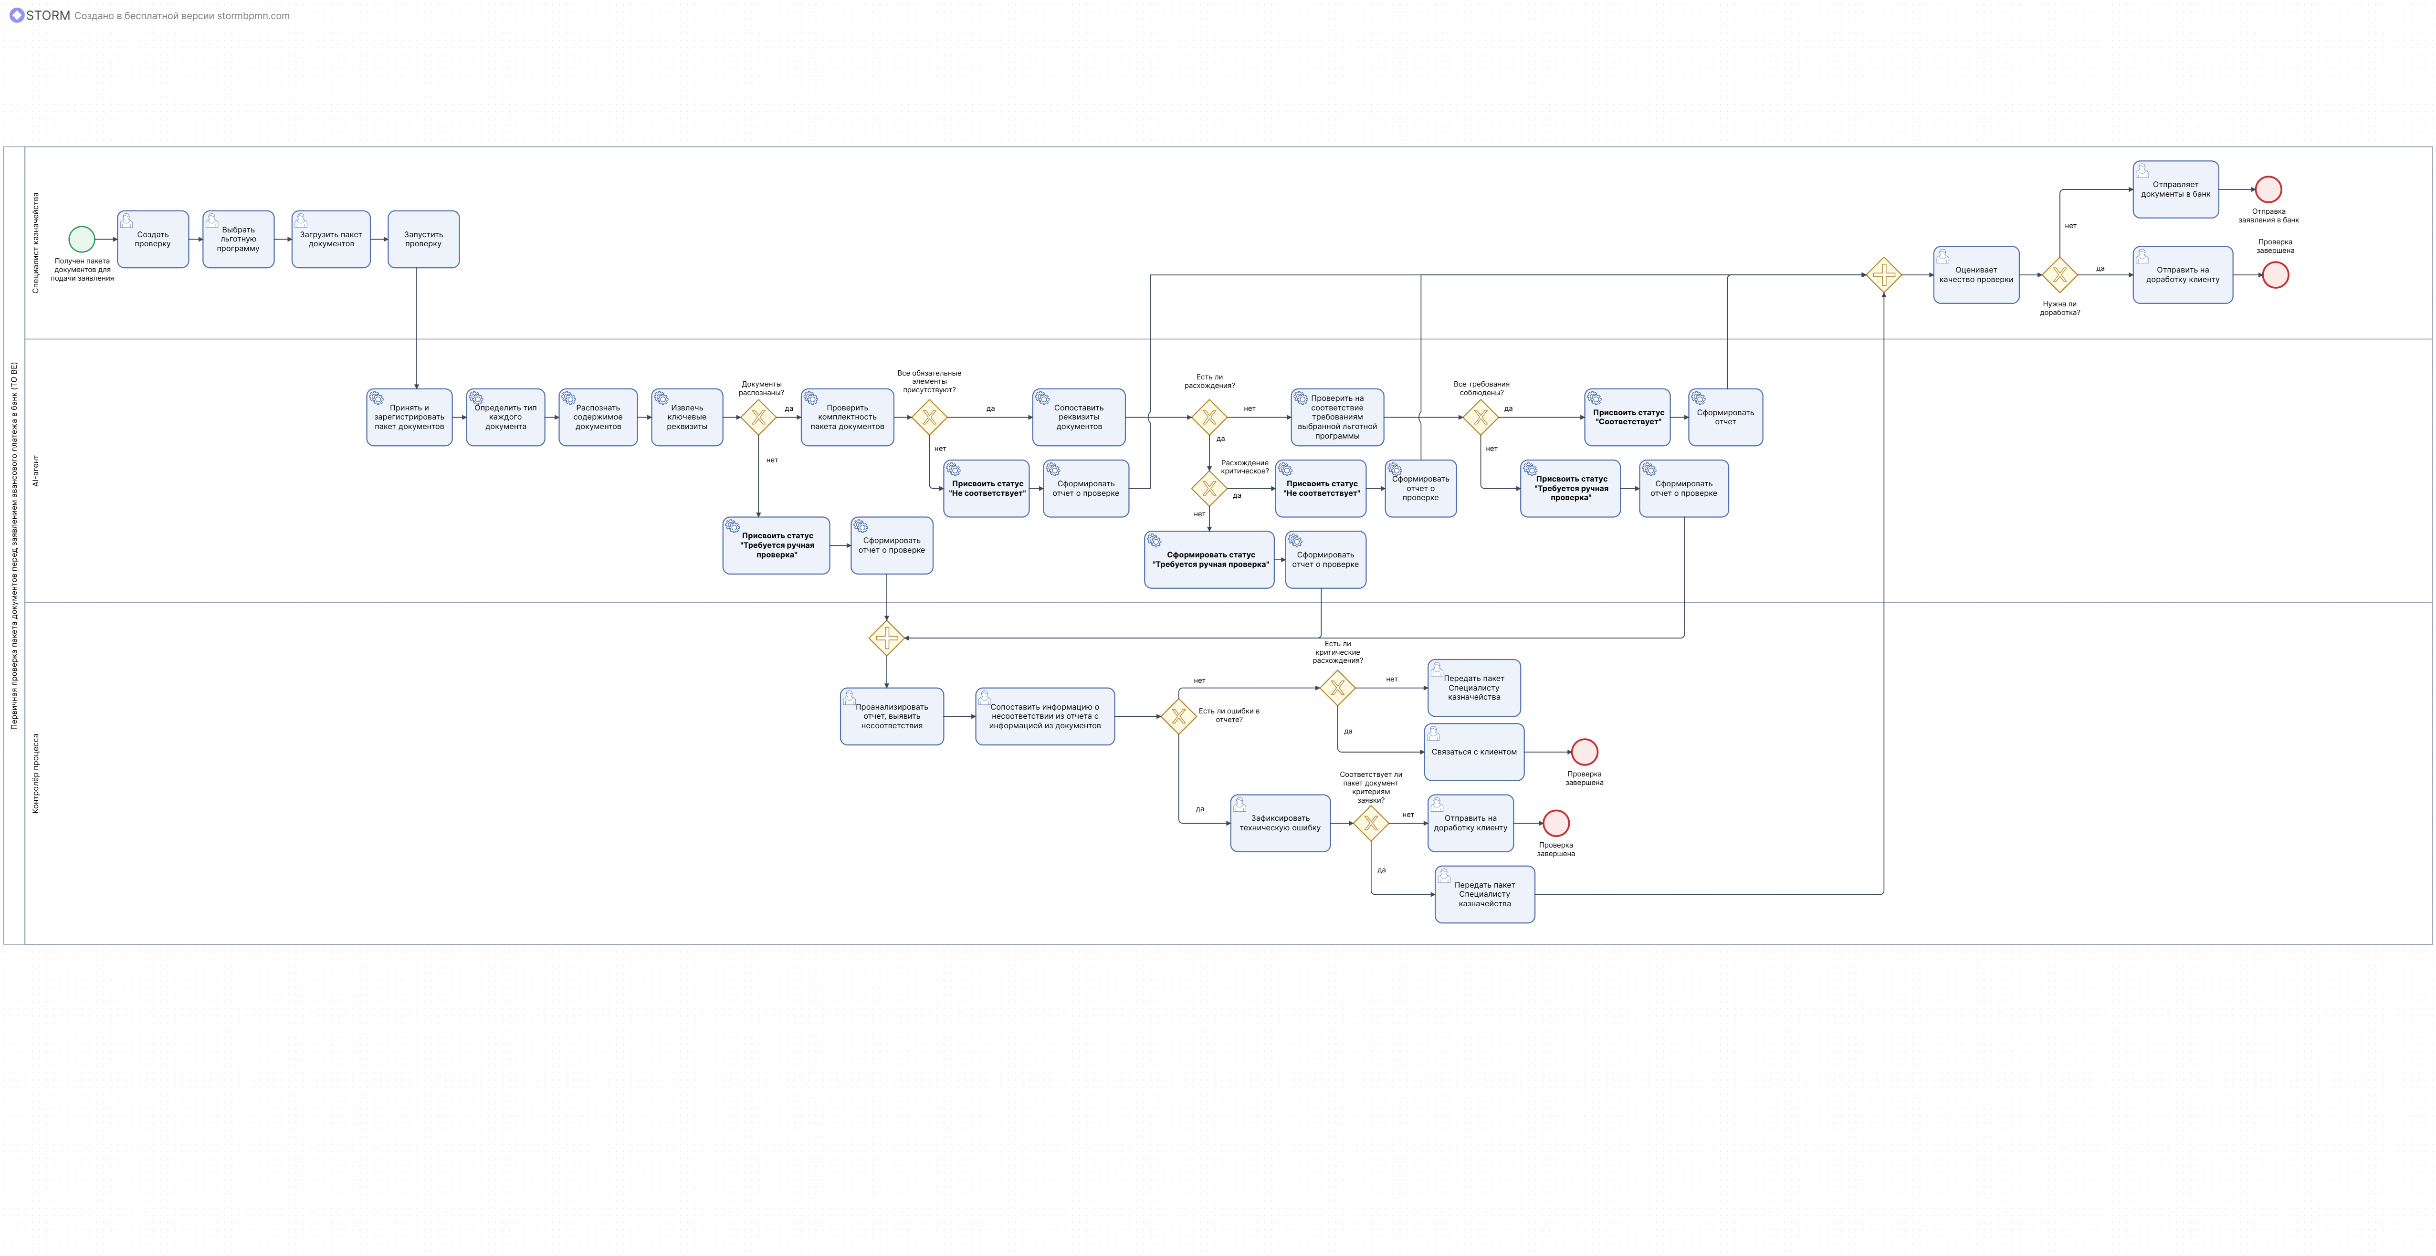 STORM Создано в бесплатной версии stormbpmn.com
Первичная проверка пакета документов перед заявлением авансового платежа в банк (TO BE)
Специалист казначейства
Получен пакета
документов для
подачи заявления
Создать
проверку
Выбрать
льготную
программу
Загрузить пакет
документов
Запустить
проверку
Оценивает
качество проверки
Нужна ли
доработка?
нет
да
Отправляет
документы в банк
Отправка
заявления в банк
Отправить на
доработку клиенту
Проверка
завершена
AI-агент
Принять и
зарегистрировать
пакет документов
Определить тип
каждого
документа
Распознать
содержимое
документов
Извлечь
ключевые
реквизиты
Документы
распознаны?
да
нет
Проверить
комплектность
пакета документов
Все обязательные
элементы
присутствуют?
да
нет
Сопоставить
реквизиты
документов
Есть ли
расхождения?
нет
да
Проверить на
соответствие
требованиям
выбранной льготной
программы
Все требования
соблюдены?
да
нет
Присвоить статус
"Соответствует"
Сформировать
отчет
Присвоить статус
"Не соответствует"
Сформировать
отчет о проверке
Расхождение
критическое?
да
нет
Присвоить статус
"Не соответствует"
Сформировать
отчет о
проверке
Присвоить статус
"Требуется ручная
проверка"
Сформировать
отчет о проверке
Присвоить статус
"Требуется ручная
проверка"
Сформировать
отчет о проверке
Сформировать статус
"Требуется ручная проверка"
Сформировать
отчет о проверке
Контролёр процесса
Проанализировать
отчет, выявить
несоответствия
Сопоставить информацию о
несоответствии из отчета с
информацией из документов
Есть ли ошибки в
отчете?
нет
да
Есть ли
критические
расхождения?
нет
да
Передать пакет
Специалисту
казначейства
Связаться с клиентом
Проверка
завершена
Зафиксировать
техническую ошибку
Соответствует ли
пакет документ
критериям
заявки?
нет
да
Отправить на
доработку клиенту
Проверка
завершена
Передать пакет
Специалисту
казначейства